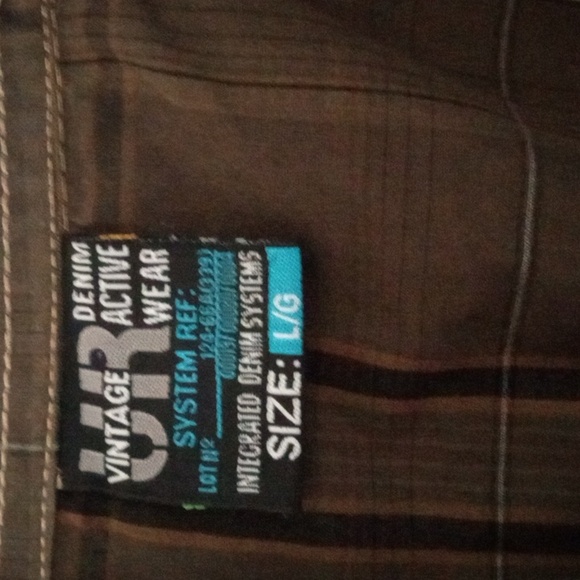 UR
VINTAGE
DENIM
ACTIVE
WEAR
SYSTEM REF:
LOT Nº
INTEGRATED DENIM SYSTEMS
SIZE: L/G